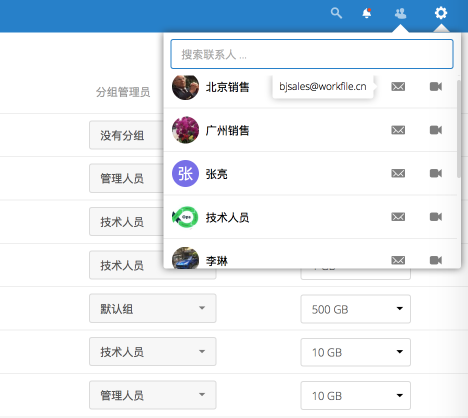 搜索联系人 ...
分组管理员
北京销售
bjsales@workfile.cn
没有分组
广州销售
管理人员
张
张亮
技术人员
技术人员
技术人员
李琳
默认组
500 GB
技术人员
10 GB
管理人员
10 GB